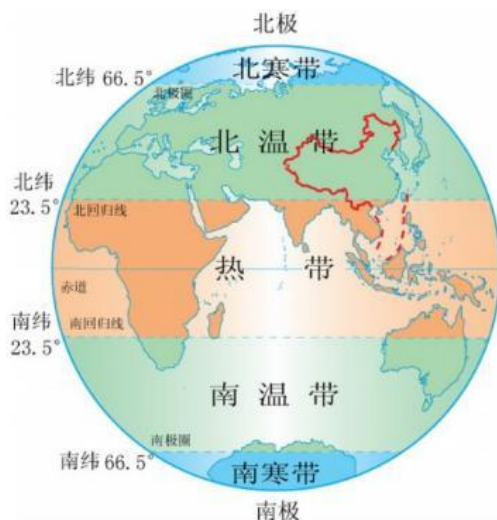 北极
北寒带
北纬 66.5°
北极圈
北温带
北纬
23.5°
北回归线
热带
赤道
南回归线
南纬
23.5°
南温带
南极圈
南纬 66.5°
南寒带
南极